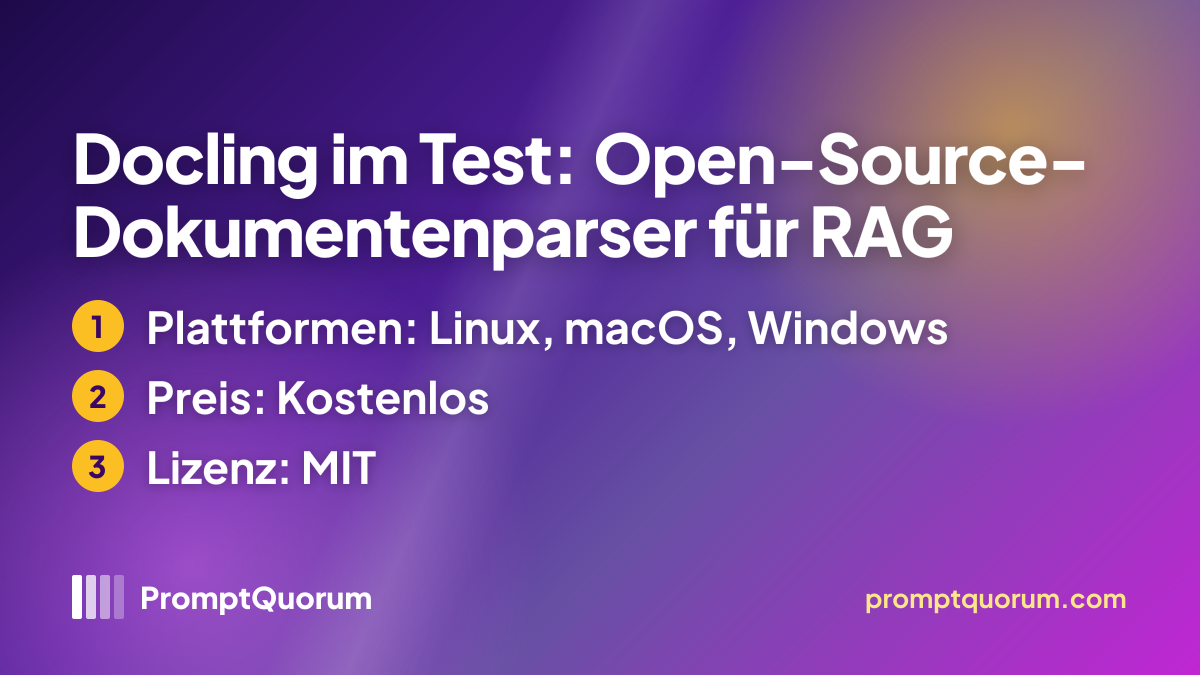 Docling im Test: Open-Source-
Dokumentenparser für RAG
1 Plattformen: Linux, macOS, Windows
2 Preis: Kostenlos
3 Lizenz: MIT
PromptQuorum
promptquorum.com